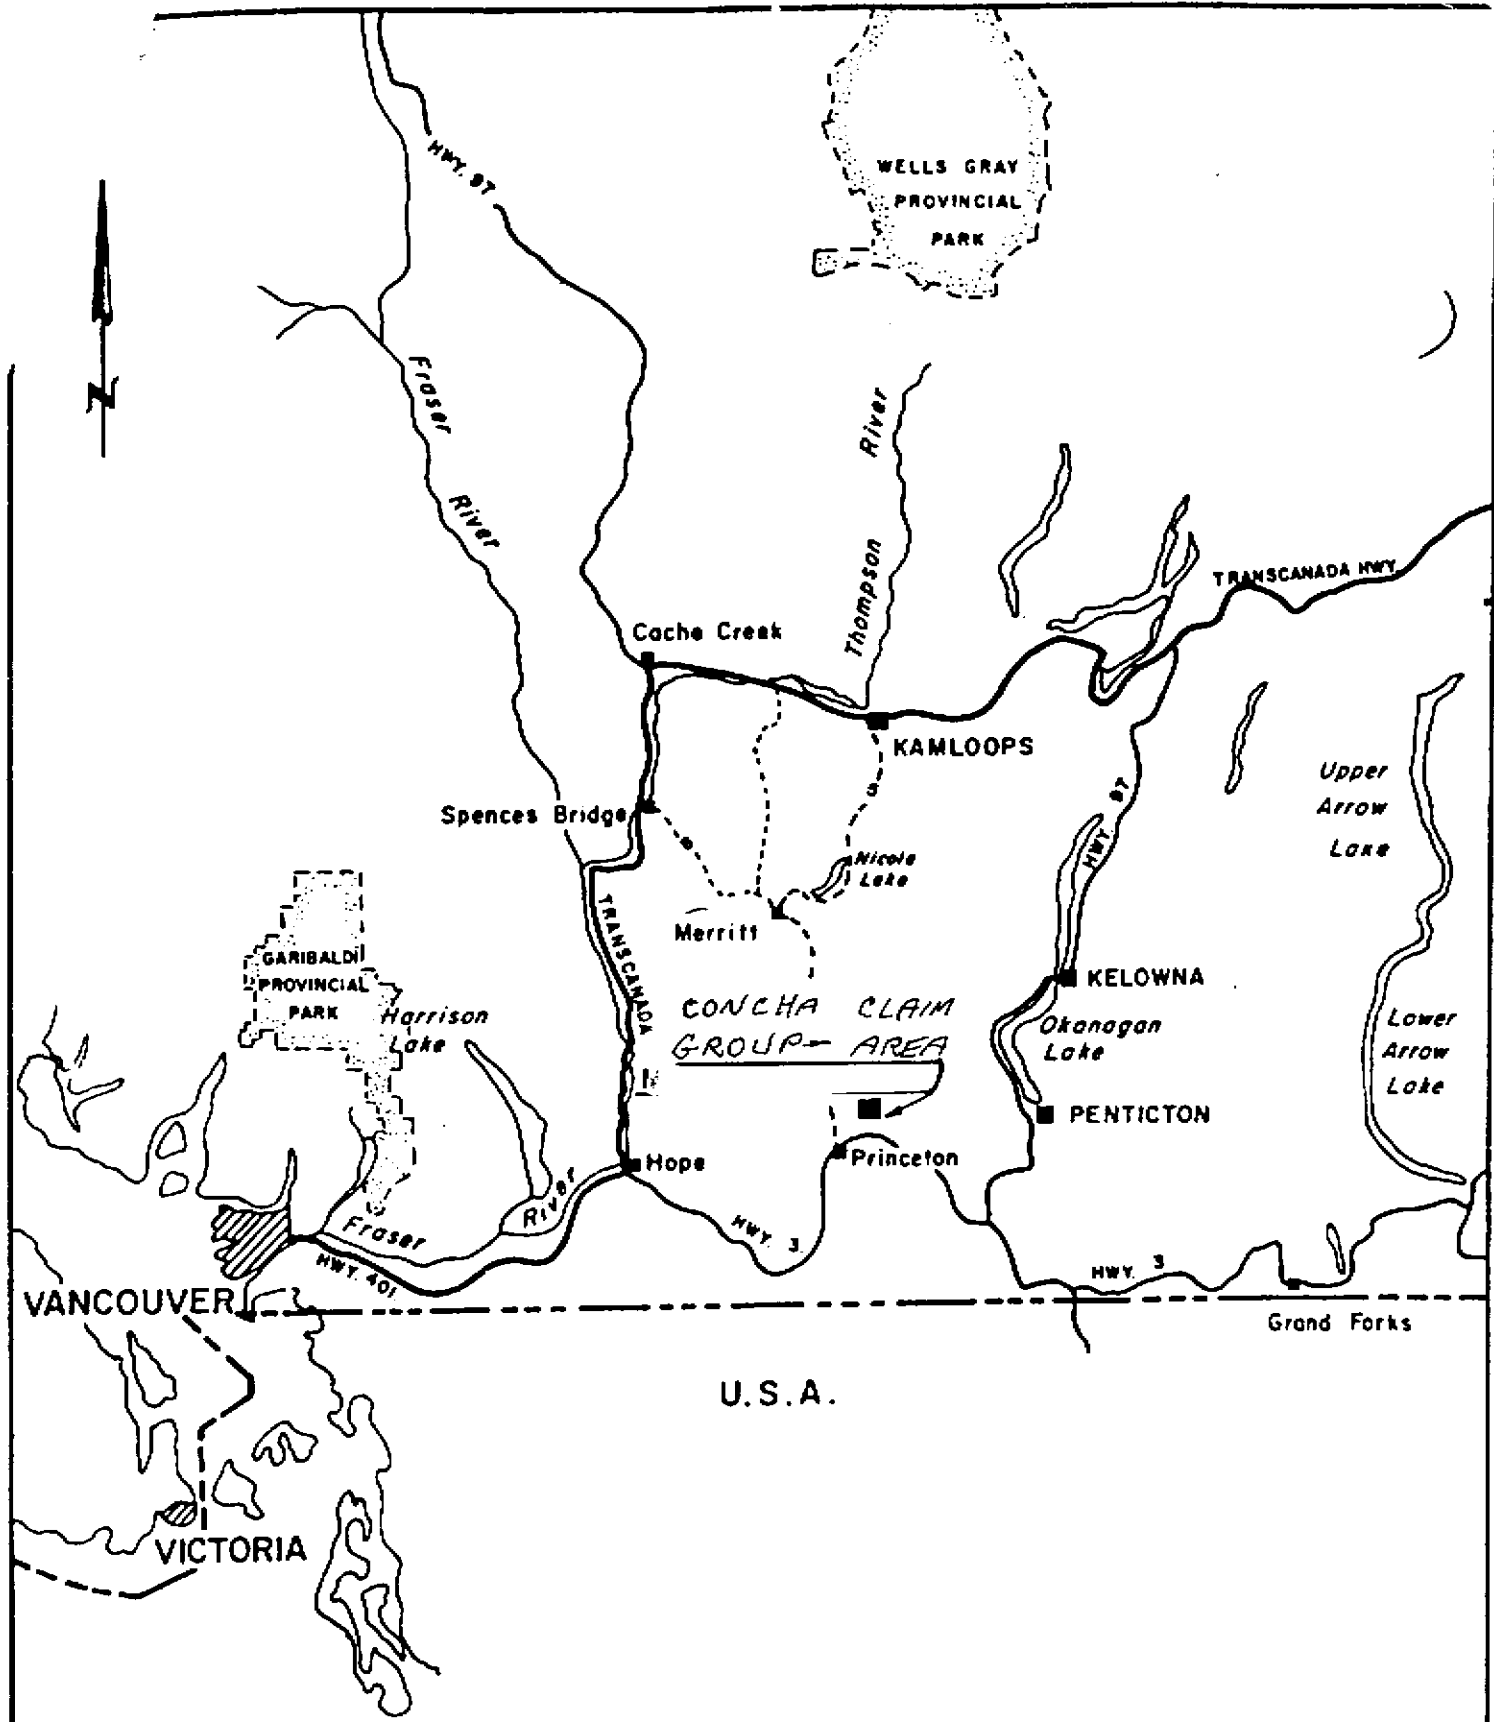 HWY. 97
WELLS GRAY
PROVINCIAL
PARK
N
Fraser
River
Thompson
River
TRANSCANADA HWY.
Cache Creek
KAMLOOPS
Spences Bridge
8
5
HWY. 97
Upper
Arrow
Lake
Nicola
Lake
Merritt
TRANSCANADA
GARIBALDI
PROVINCIAL
PARK
Harrison
Lake
KELOWNA
CONCHA CLAIM
GROUP- AREA
Okanagan
Lake
Lower
Arrow
Lake
PENTICTON
Hope
Princeton
Fraser
River
HWY. 401
HWY. 3
HWY. 3
VANCOUVER
Grand Forks
U.S.A.
VICTORIA